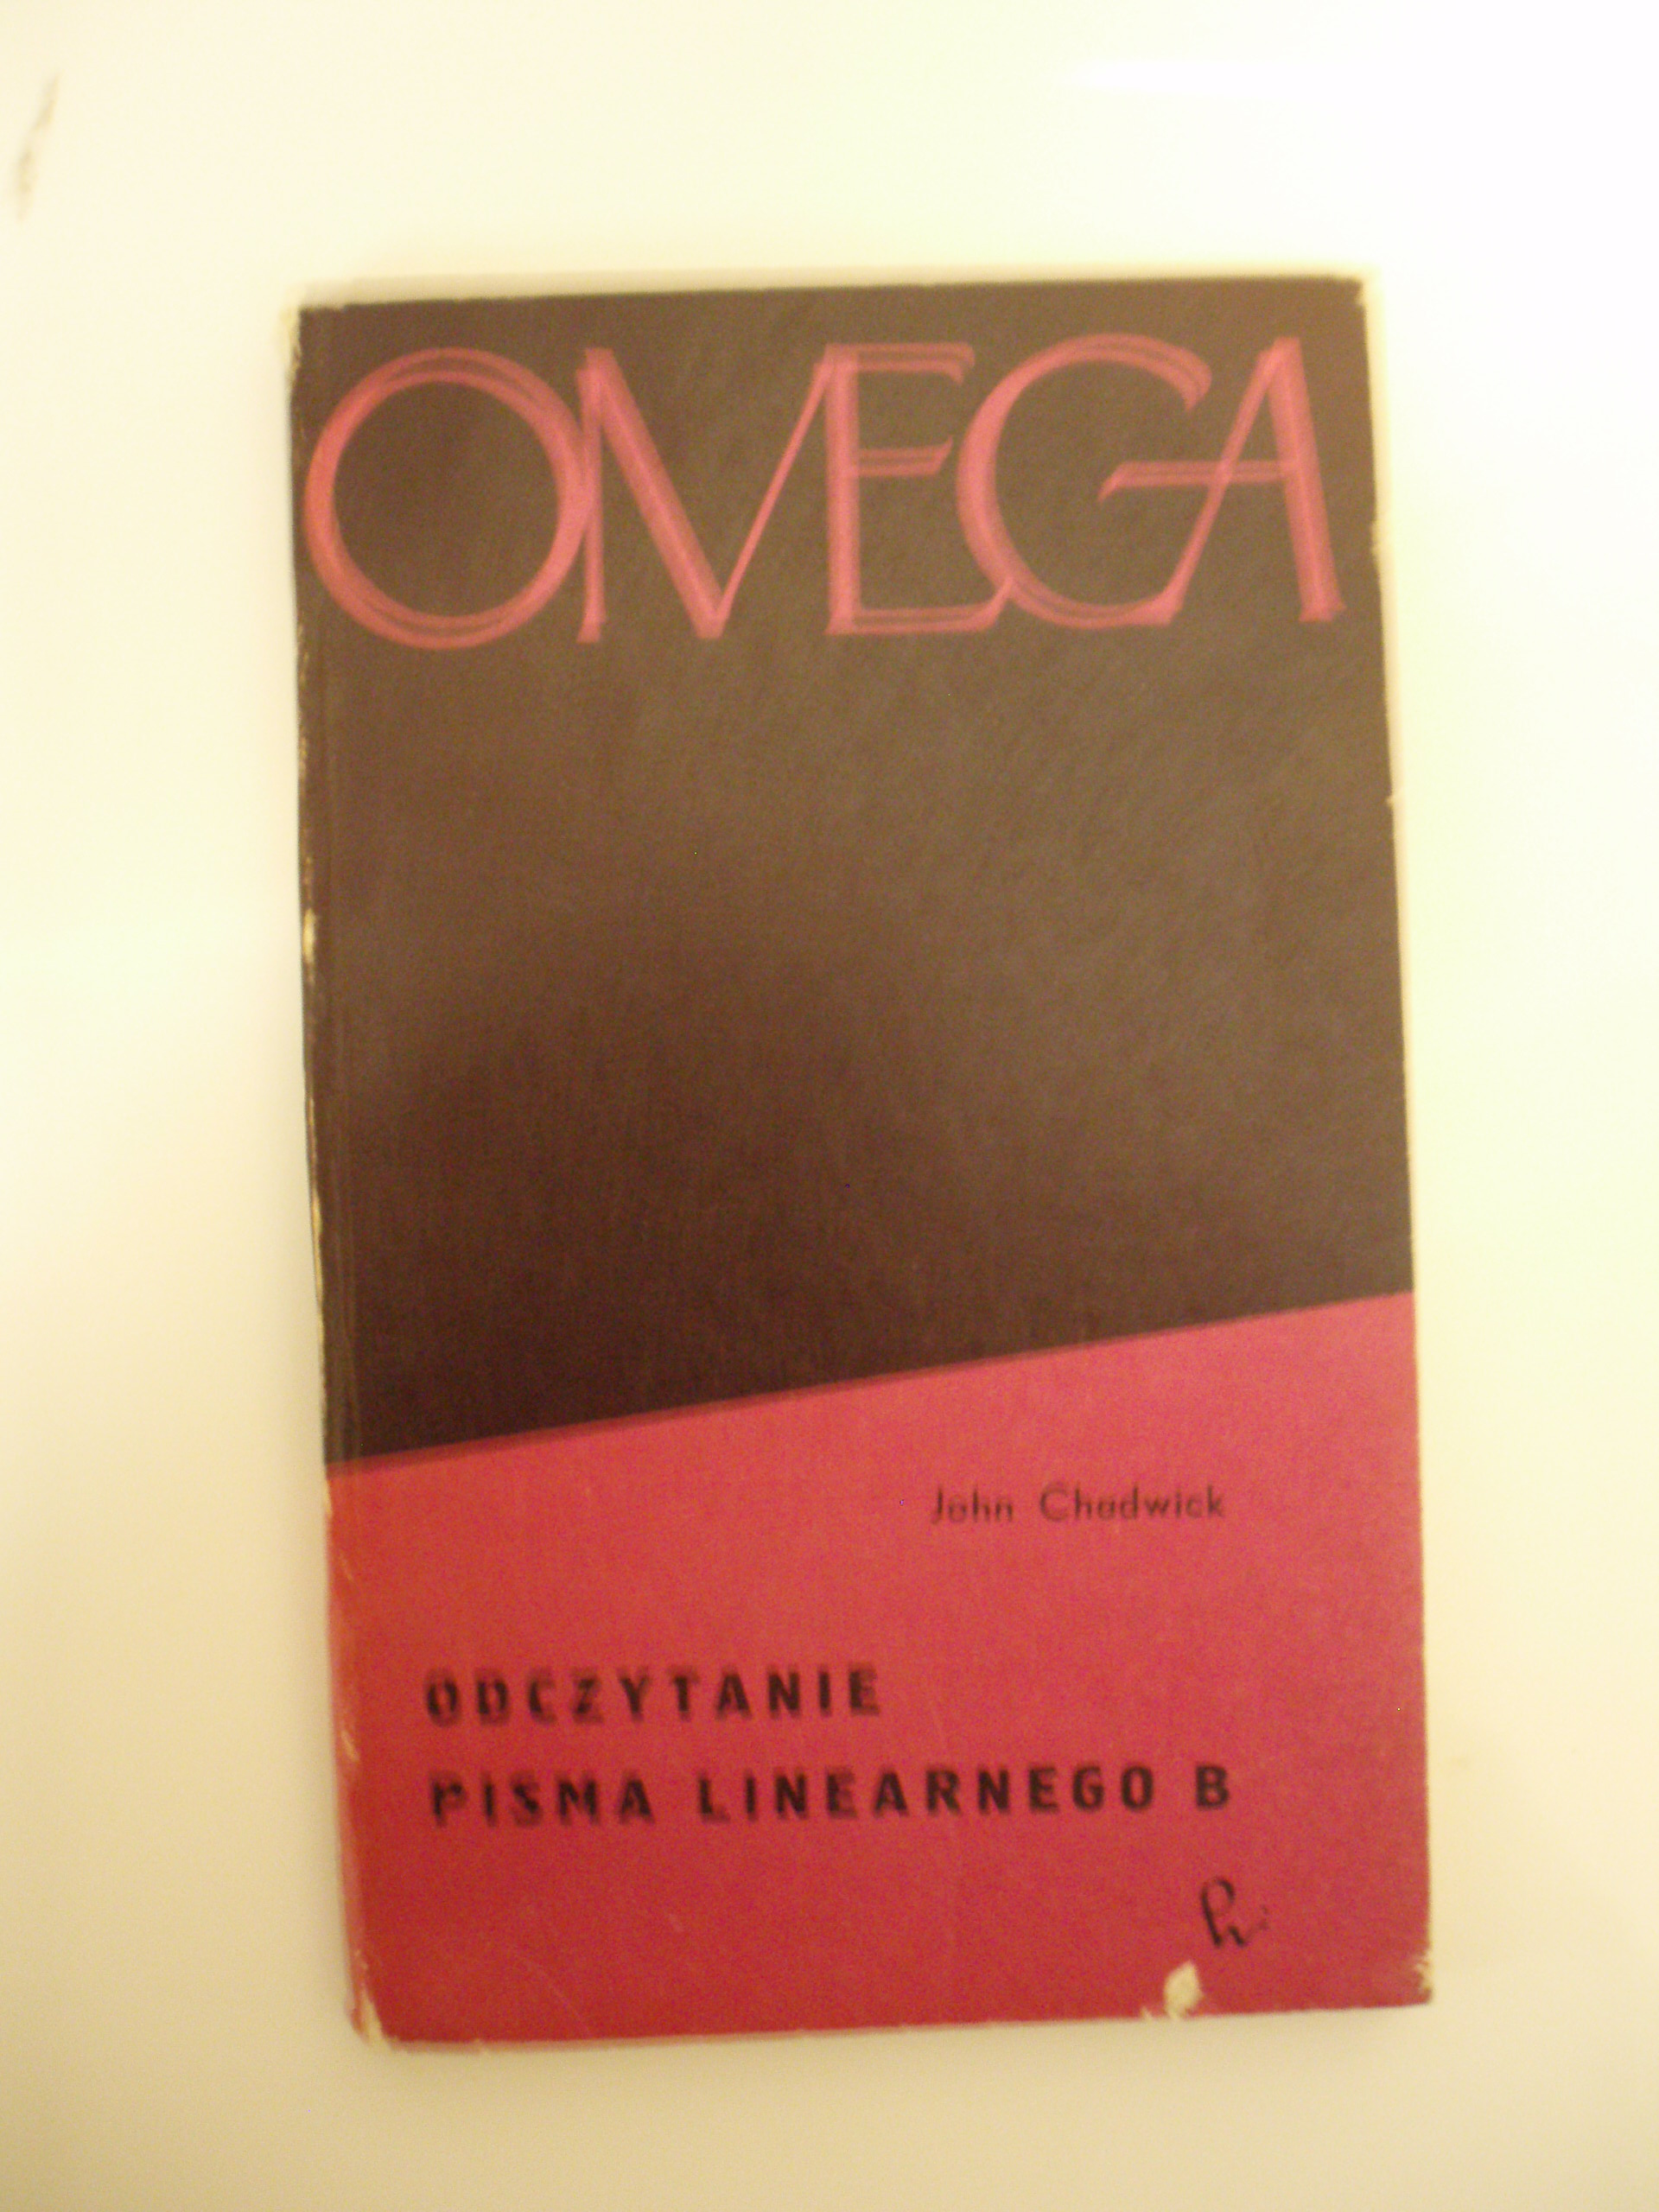 OMEGA
John Chadwick
ODCZYTANIE
PISMA LINEARNEGO B